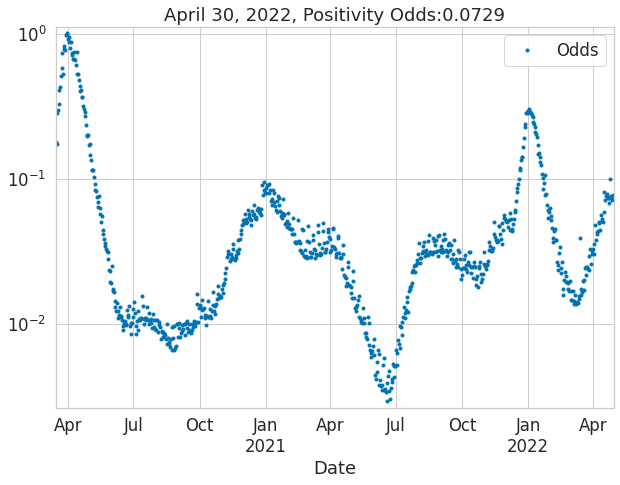 April 30, 2022, Positivity Odds:0.0729
Odds
10⁰
10⁻¹
10⁻²
Apr Jul Oct Jan Apr Jul Oct Jan Apr
2021 2022
Date